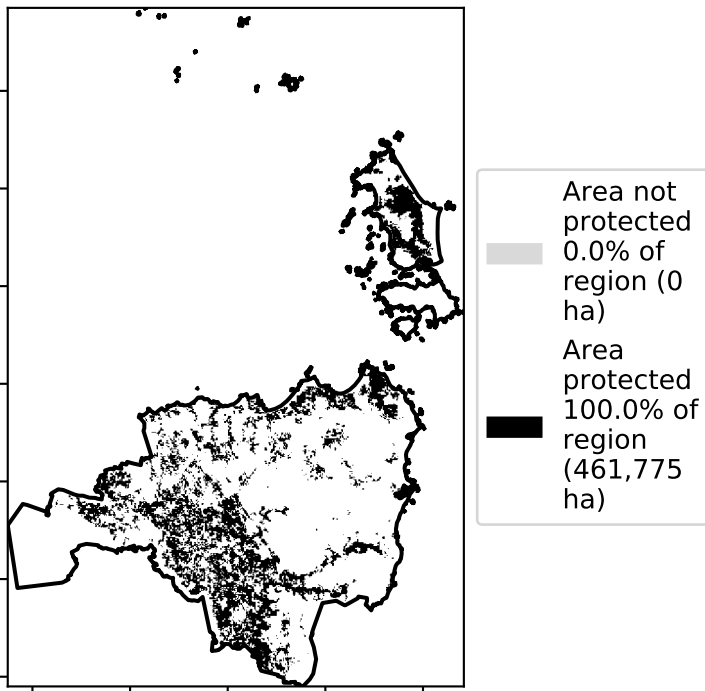 Area not
protected
0.0% of
region (0
ha)
Area
protected
100.0% of
region
(461,775
ha)